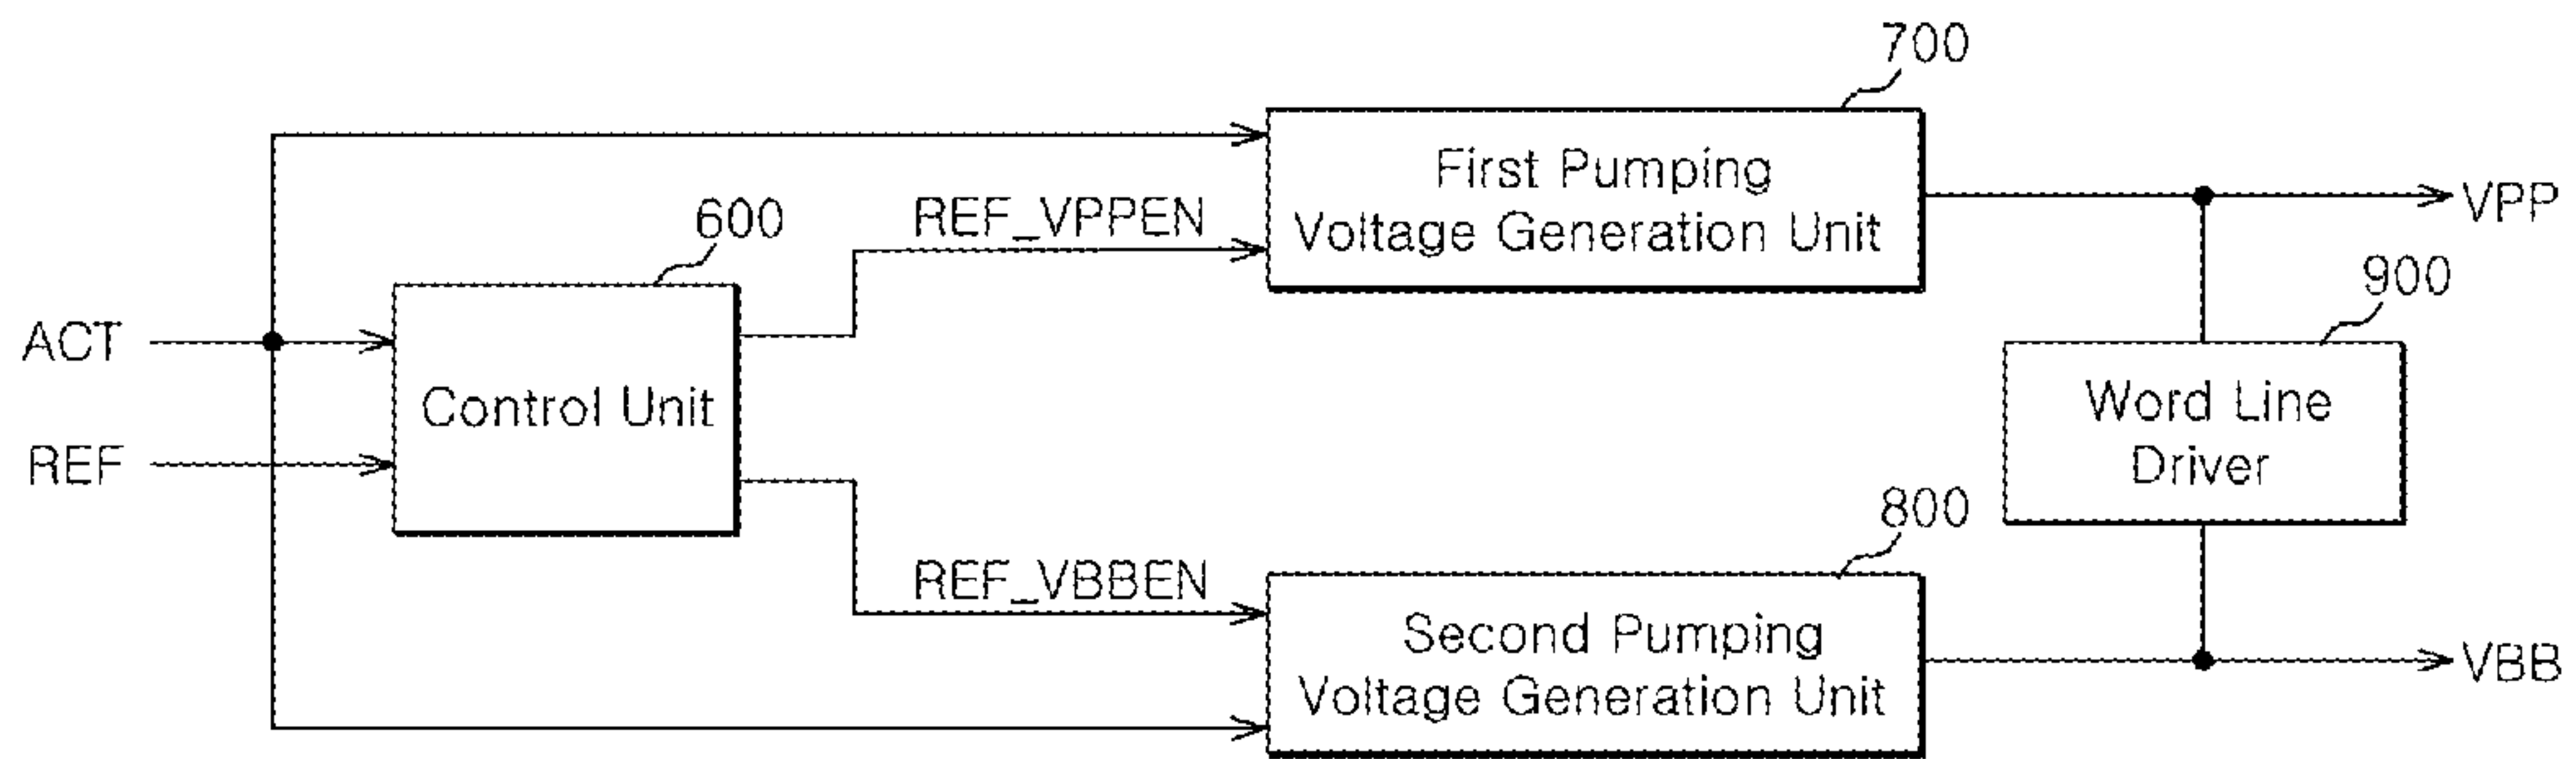 700
First Pumping
Voltage Generation Unit
REF_VPPEN
600
VPP
900
ACT
Control Unit
REF
Word Line
Driver
800
REF_VBBEN
Second Pumping
Voltage Generation Unit
VBB